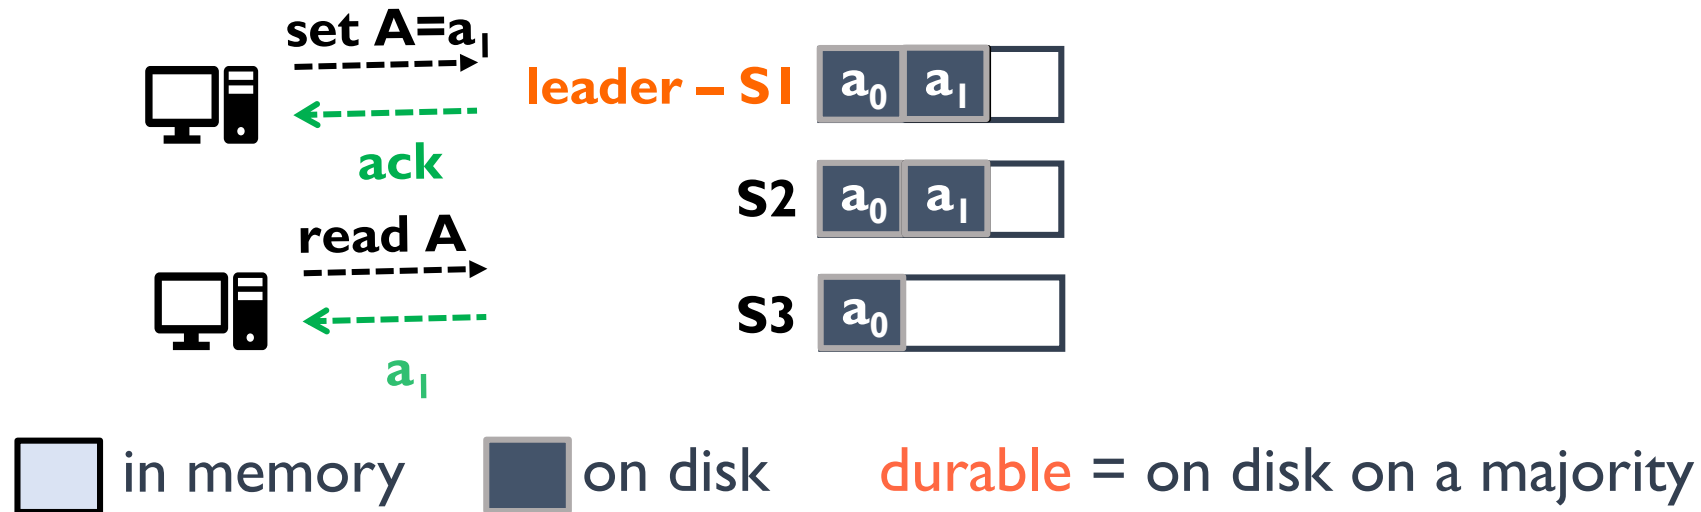 set A=a₁
ack
read A
a₁
leader – S1
a₀ a₁
S2
a₀ a₁
S3
a₀
in memory
on disk
durable = on disk on a majority